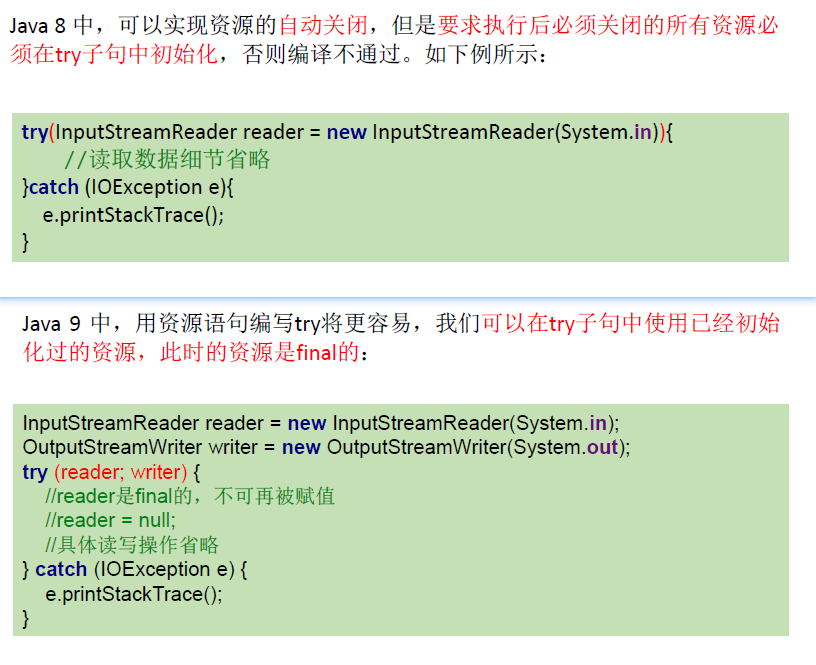 Java 8 中，可以实现资源的自动关闭，但是要求执行后必须关闭的所有资源必
须在try子句中初始化，否则编译不通过。如下例所示：
try(InputStreamReader reader = new InputStreamReader(System.in)){
//读取数据细节省略
}catch (IOException e){
e.printStackTrace();
}
Java 9 中，用资源语句编写try将更容易，我们可以在try子句中使用已经初始
化过的资源，此时的资源是final的：
InputStreamReader reader = new InputStreamReader(System.in);
OutputStreamWriter writer = new OutputStreamWriter(System.out);
try (reader; writer) {
//reader是final的，不可再被赋值
//reader = null;
//具体读写操作省略
} catch (IOException e) {
e.printStackTrace();
}